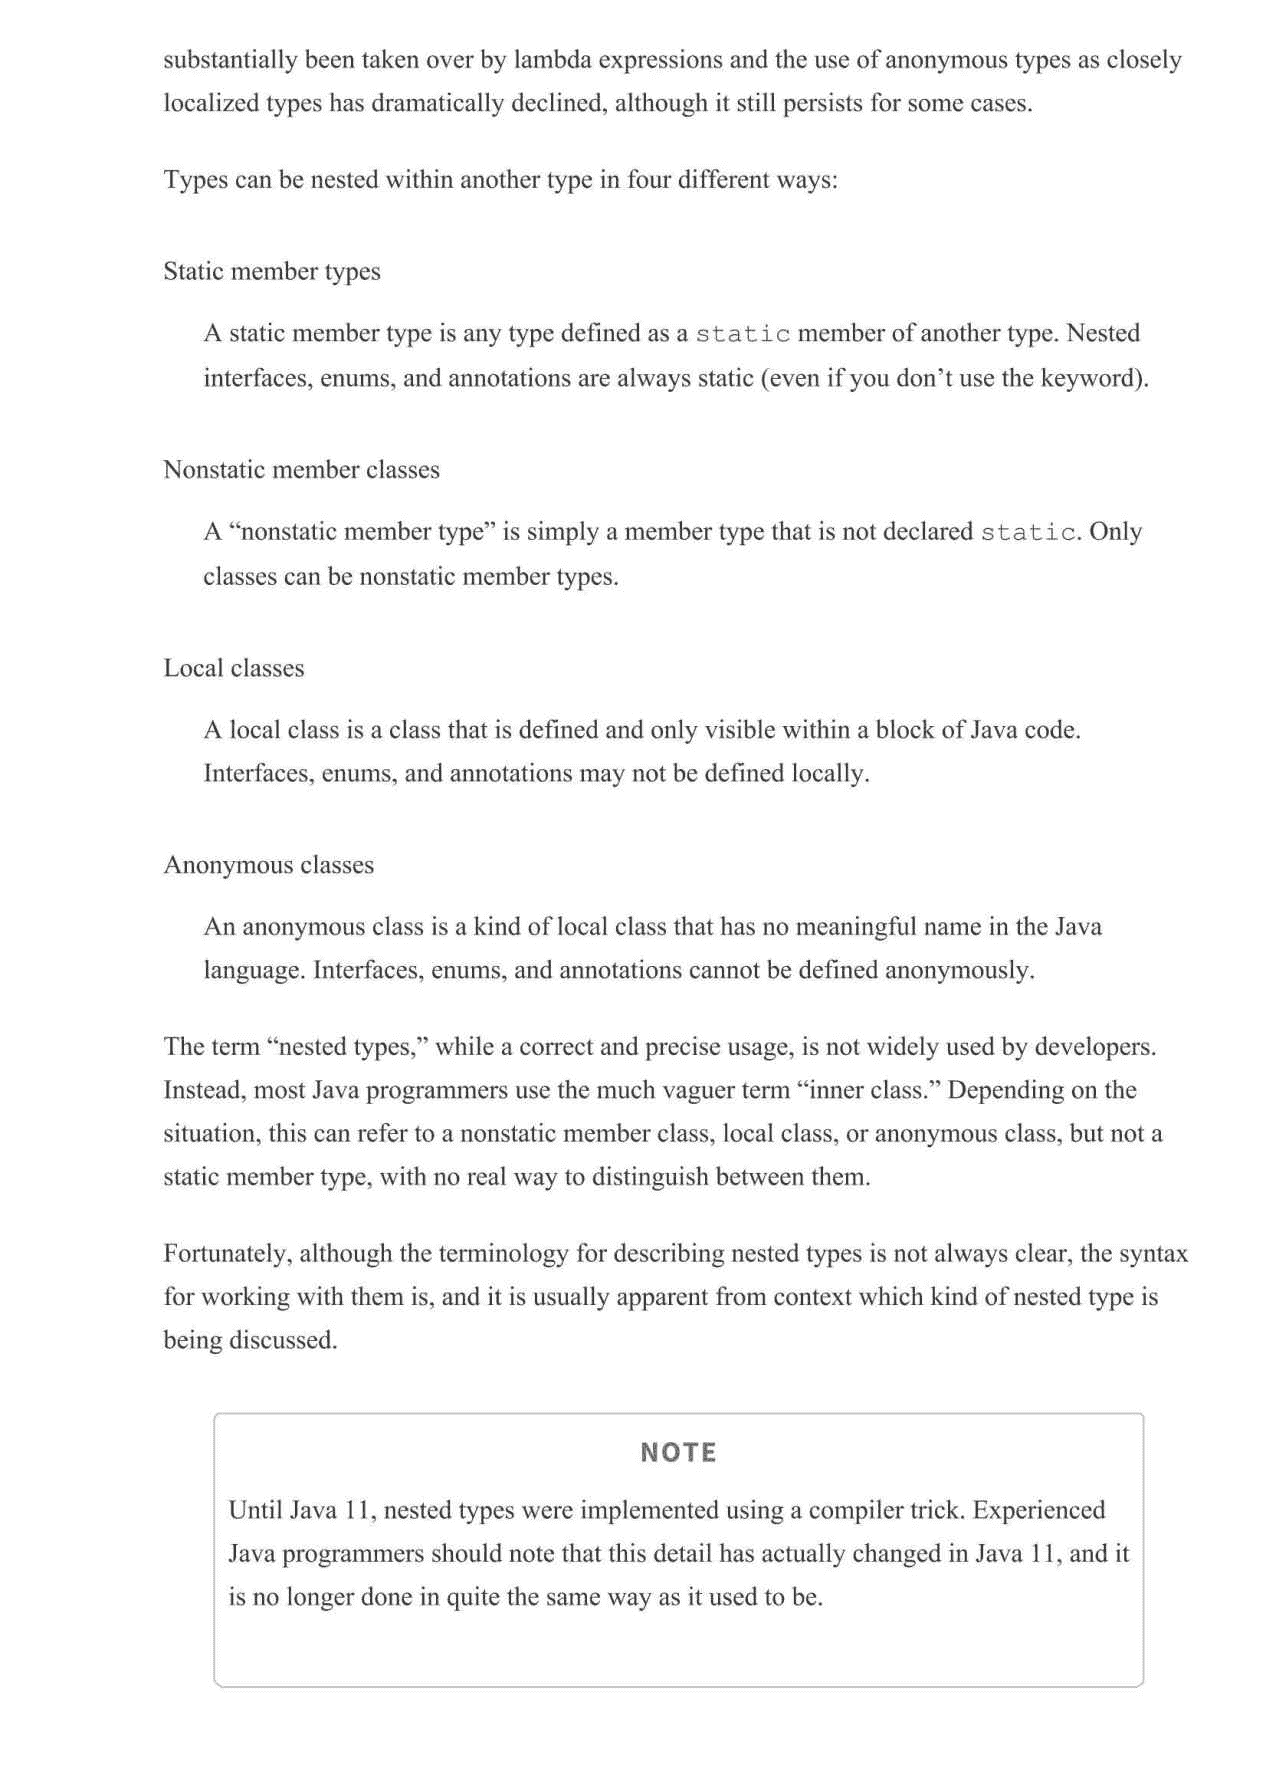 substantially been taken over by lambda expressions and the use of anonymous types as closely
localized types has dramatically declined, although it still persists for some cases.
Types can be nested within another type in four different ways:
Static member types
A static member type is any type defined as a static member of another type. Nested
interfaces, enums, and annotations are always static (even if you don’t use the keyword).
Nonstatic member classes
A “nonstatic member type” is simply a member type that is not declared static. Only
classes can be nonstatic member types.
Local classes
A local class is a class that is defined and only visible within a block of Java code.
Interfaces, enums, and annotations may not be defined locally.
Anonymous classes
An anonymous class is a kind of local class that has no meaningful name in the Java
language. Interfaces, enums, and annotations cannot be defined anonymously.
The term “nested types,” while a correct and precise usage, is not widely used by developers.
Instead, most Java programmers use the much vaguer term “inner class.” Depending on the
situation, this can refer to a nonstatic member class, local class, or anonymous class, but not a
static member type, with no real way to distinguish between them.
Fortunately, although the terminology for describing nested types is not always clear, the syntax
for working with them is, and it is usually apparent from context which kind of nested type is
being discussed.
NOTE
Until Java 11, nested types were implemented using a compiler trick. Experienced
Java programmers should note that this detail has actually changed in Java 11, and it
is no longer done in quite the same way as it used to be.